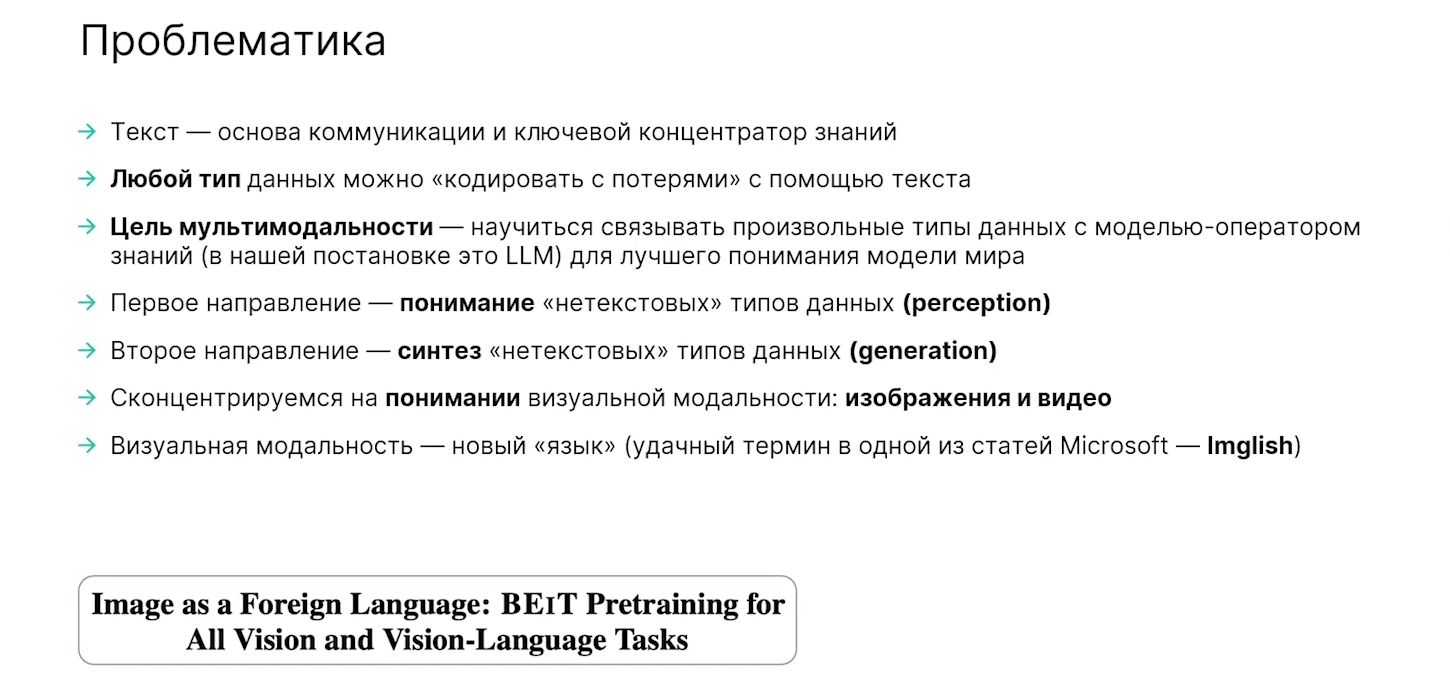 Проблематика
→ Текст — основа коммуникации и ключевой концентратор знаний
→ Любой тип данных можно «кодировать с потерями» с помощью текста
→ Цель мультимодальности — научиться связывать произвольные типы данных с моделью-оператором
знаний (в нашей постановке это LLM) для лучшего понимания модели мира
→ Первое направление — понимание «нетекстовых» типов данных (perception)
→ Второе направление — синтез «нетекстовых» типов данных (generation)
→ Сконцентрируемся на понимании визуальной модальности: изображения и видео
→ Визуальная модальность — новый «язык» (удачный термин в одной из статей Microsoft — Imglish)
Image as a Foreign Language: BEIT Pretraining for
All Vision and Vision-Language Tasks